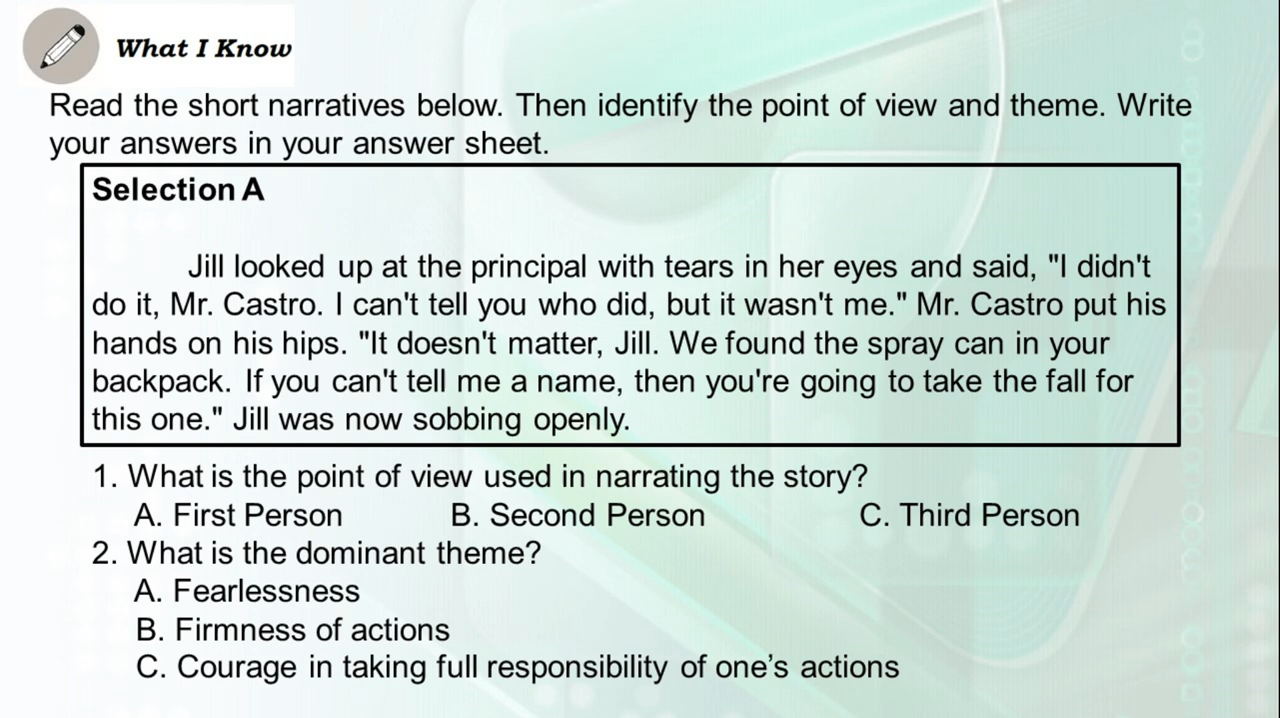 What I Know
Read the short narratives below. Then identify the point of view and theme. Write
your answers in your answer sheet.
Selection A
Jill looked up at the principal with tears in her eyes and said, "I didn't
do it, Mr. Castro. I can't tell you who did, but it wasn't me." Mr. Castro put his
hands on his hips. "It doesn't matter, Jill. We found the spray can in your
backpack. If you can't tell me a name, then you're going to take the fall for
this one." Jill was now sobbing openly.
1. What is the point of view used in narrating the story?
A. First Person B. Second Person C. Third Person
2. What is the dominant theme?
A. Fearlessness
B. Firmness of actions
C. Courage in taking full responsibility of one’s actions